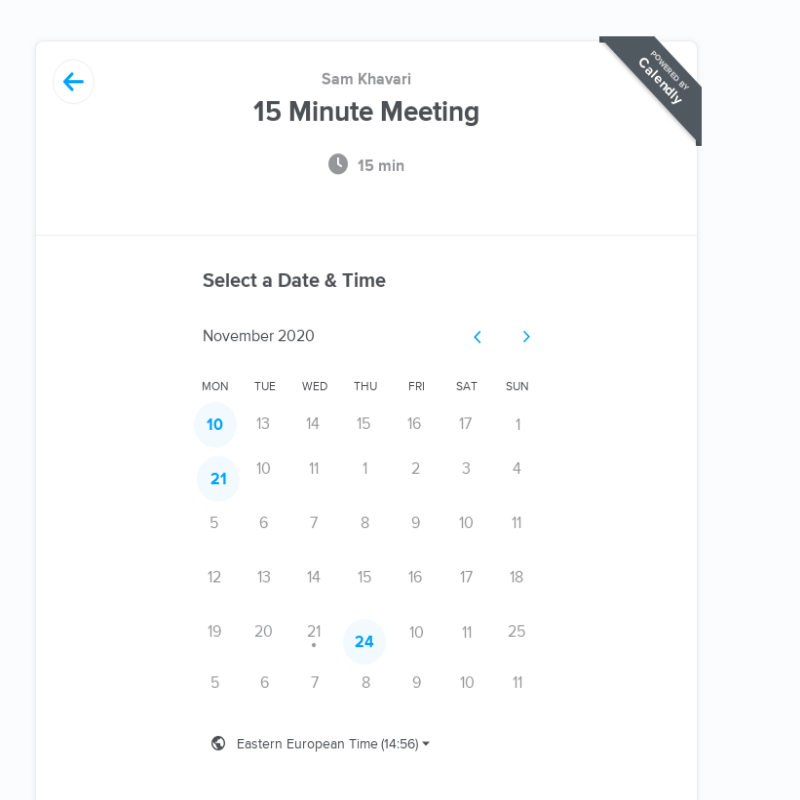 POWERED BY
Calendly
Sam Khavari
15 Minute Meeting
15 min
Select a Date & Time
November 2020
MON TUE WED THU FRI SAT SUN
10 13 14 15 16 17 1
21 10 11 1 2 3 4
5 6 7 8 9 10 11
12 13 14 15 16 17 18
19 20 21 24 10 11 25
5 6 7 8 9 10 11
Eastern European Time (14:56)